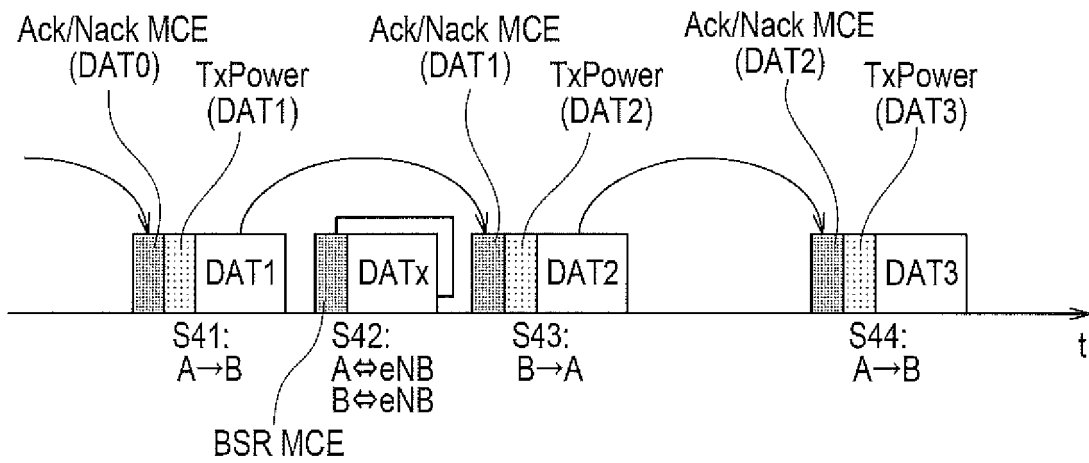 Ack/Nack MCE
(DAT0)
TxPower
(DAT1)
Ack/Nack MCE
(DAT1)
TxPower
(DAT2)
Ack/Nack MCE
(DAT2)
TxPower
(DAT3)
DAT1
DATx
DAT2
DAT3
S41:
A→B
S42:
A⇔eNB
B⇔eNB
S43:
B→A
S44:
A→B
t
BSR MCE